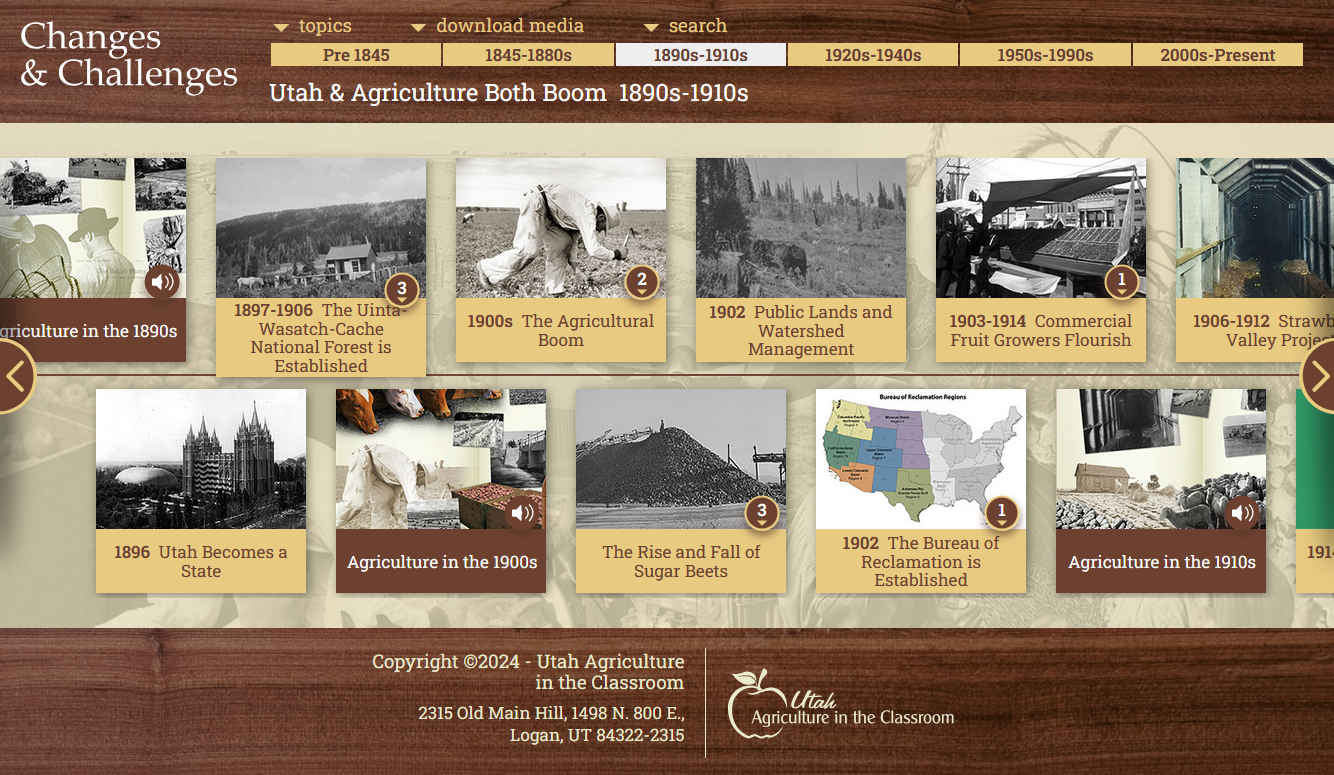 Changes
& Challenges
topics
download media
search
Pre 1845
1845-1880s
1890s-1910s
1920s-1940s
1950s-1990s
2000s-Present
Utah & Agriculture Both Boom 1890s-1910s
griculture in the 1890s
3
1897-1906 The Uinta-
Wasatch-Cache
National Forest is
Established
2
1900s The Agricultural
Boom
1902 Public Lands and
Watershed
Management
1
1903-1914 Commercial
Fruit Growers Flourish
1906-1912 Strawb
Valley Projec
1896 Utah Becomes a
State
Agriculture in the 1900s
3
The Rise and Fall of
Sugar Beets
Bureau of Reclamation Regions
1
1902 The Bureau of
Reclamation is
Established
Agriculture in the 1910s
1914
Copyright ©2024 - Utah Agriculture
in the Classroom
2315 Old Main Hill, 1498 N. 800 E.,
Logan, UT 84322-2315
Utah
Agriculture in the Classroom